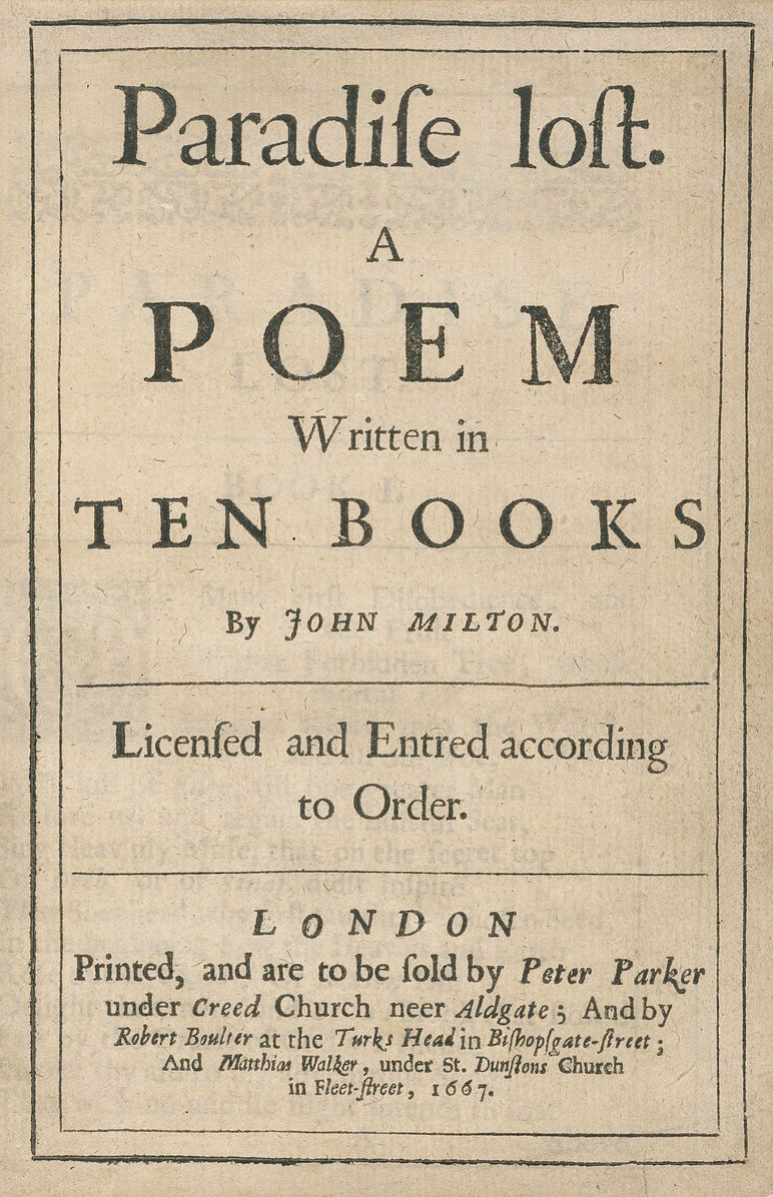 Paradiſe loſt.
A
POEM
Written in
TEN BOOKS
By JOHN MILTON.
Licenſed and Entred according
to Order.
LONDON
Printed, and are to be ſold by Peter Parker
under Creed Church neer Aldgate; And by
Robert Boulter at the Turks Head in Biſhopſgate-ſtreet;
And Matthias Walker, under St. Dunſtons Church
in Fleet-ſtreet, 1667.